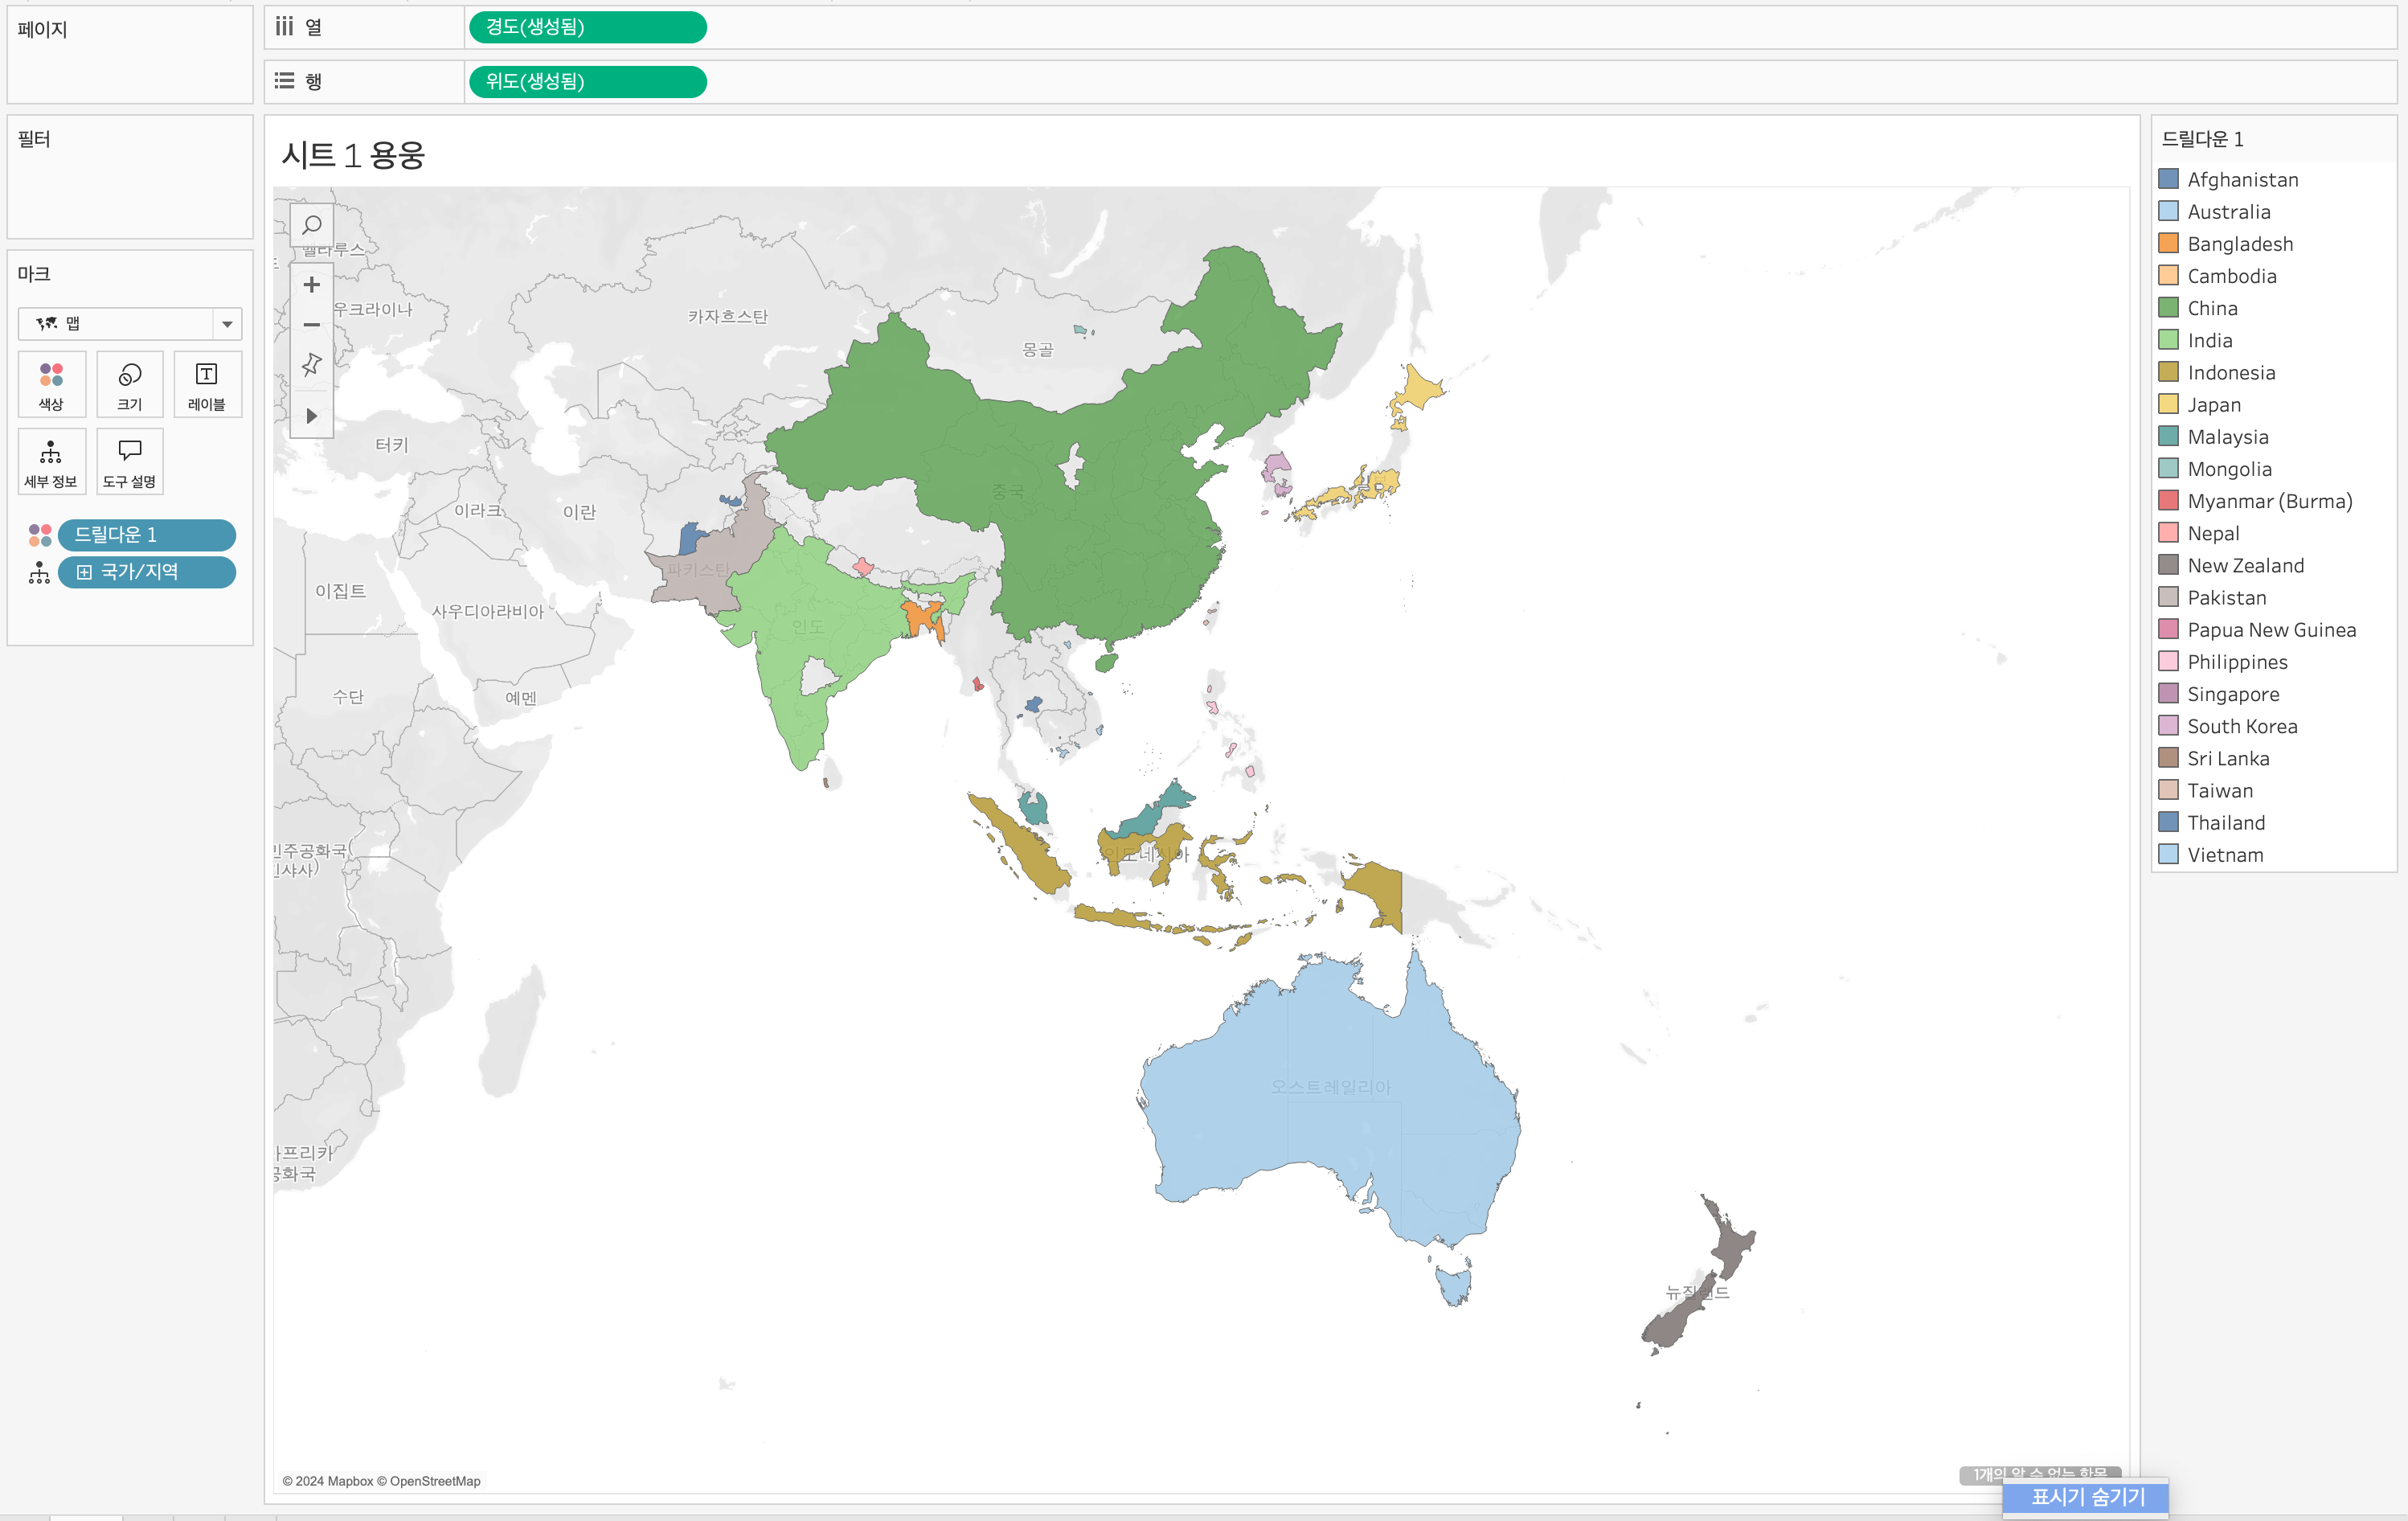 페이지
열
경도(생성됨)
행
위도(생성됨)
필터
마크
맵
색상
크기
레이블
세부 정보
도구 설명
드릴다운 1
국가/지역
시트 1 용웅
우크라이나
카자흐스탄
몽골
터키
이라크
이란
중국
이집트
사우디아라비아
파키스탄
인도
수단
예멘
민주공화국(
인도네시아
오스트레일리아
아프리카
공화국
뉴질랜드
© 2024 Mapbox © OpenStreetMap
1개의 알 수 없는 항목
표시기 숨기기
드릴다운 1
Afghanistan
Australia
Bangladesh
Cambodia
China
India
Indonesia
Japan
Malaysia
Mongolia
Myanmar (Burma)
Nepal
New Zealand
Pakistan
Papua New Guinea
Philippines
Singapore
South Korea
Sri Lanka
Taiwan
Thailand
Vietnam